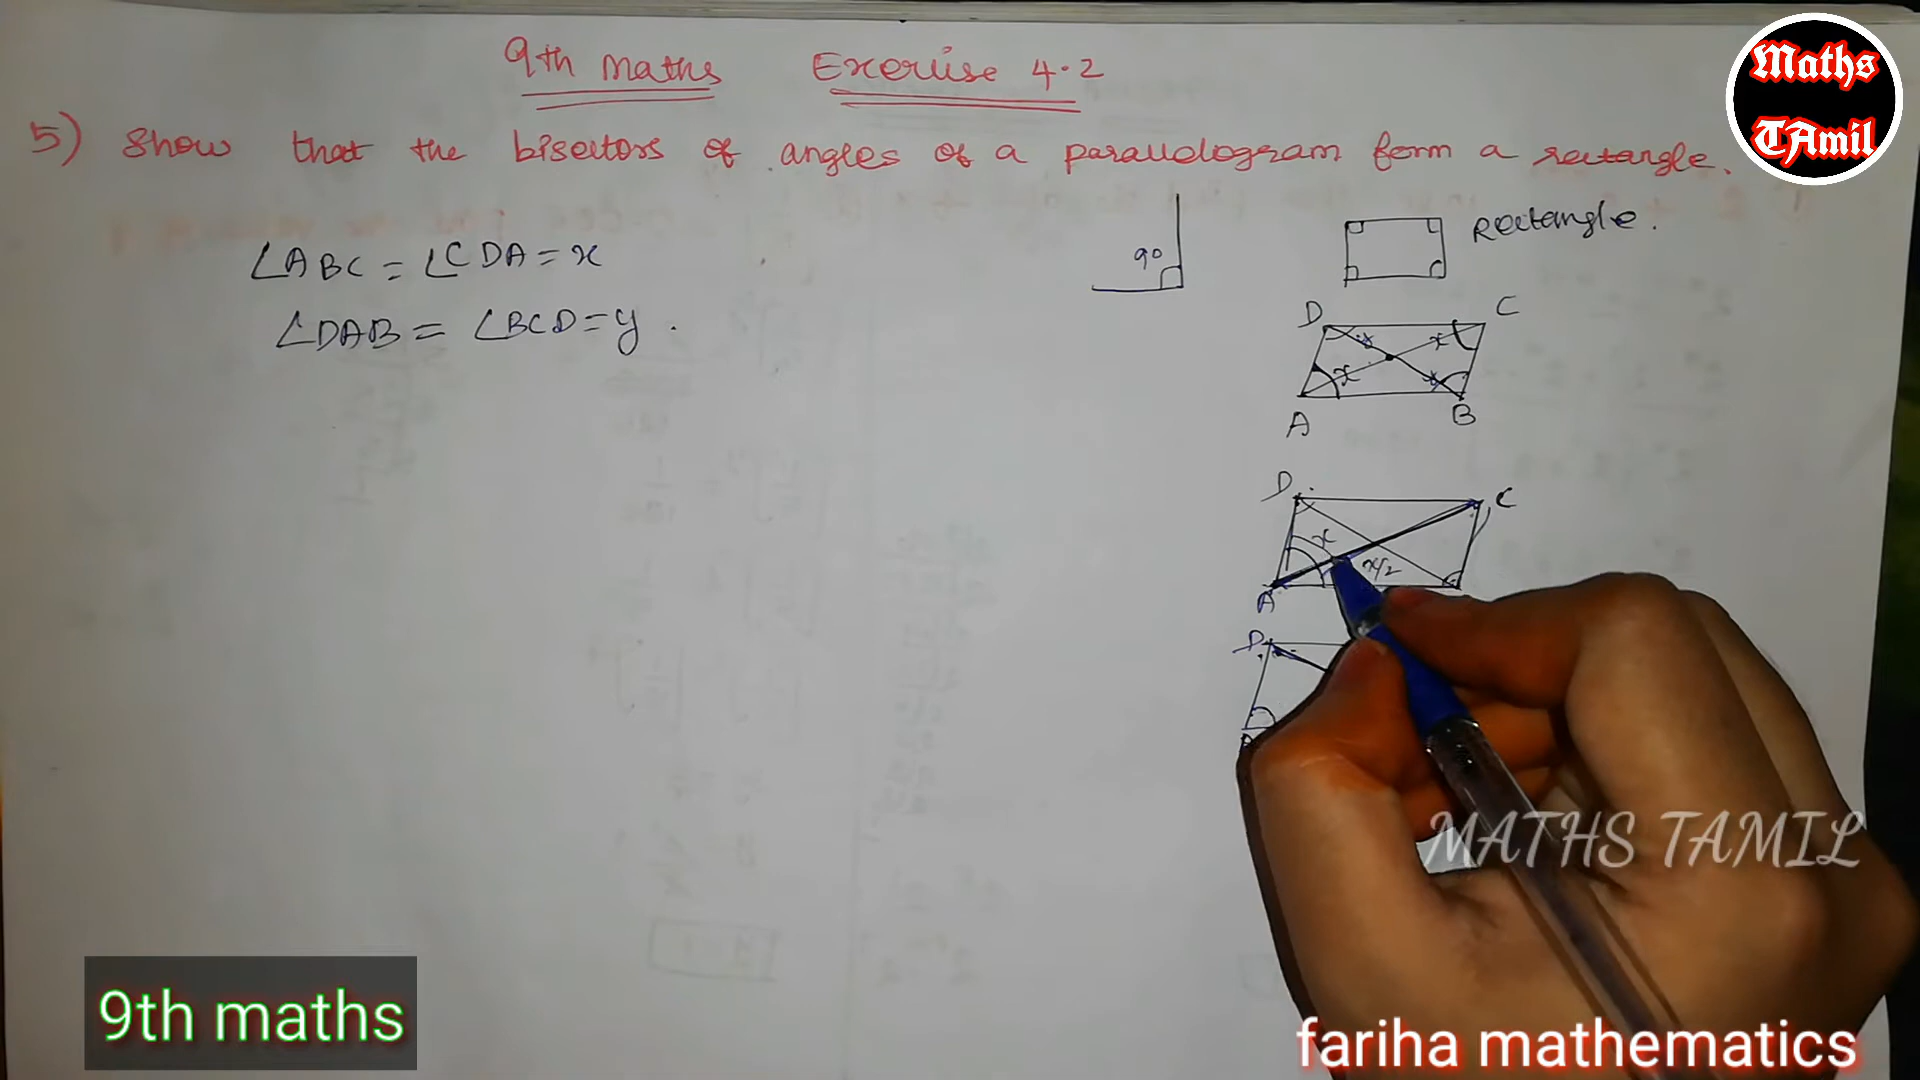 9th maths Exercise 4.2
5) Show that the bisectors of angles of a parallelogram form a rectangle.
∠ABC = ∠CDA = x
∠DAB = ∠BCD = y .
90
Rectangle.
D C
x x
x x
A B
D C
x
x/2
A
D
Maths
TAmil
MATHS TAMIL
9th maths
fariha mathematics